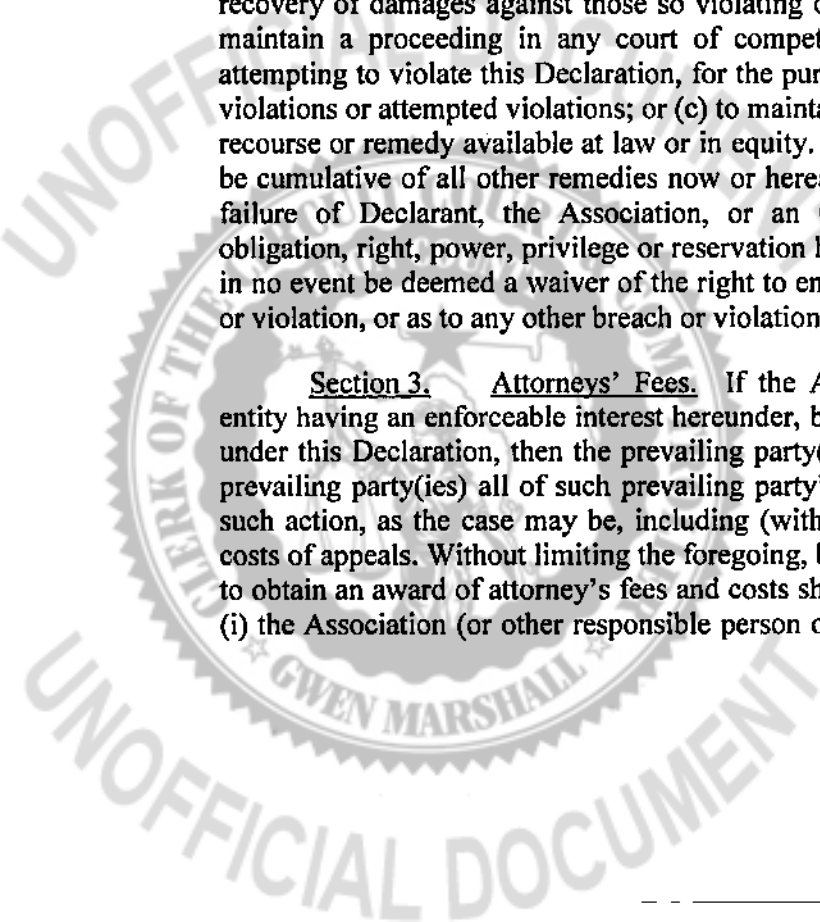 recovery of damages against those so violating
maintain a proceeding in any court of compet
attempting to violate this Declaration, for the pur
violations or attempted violations; or (c) to mainta
recourse or remedy available at law or in equity.
be cumulative of all other remedies now or herea
failure of Declarant, the Association, or an
obligation, right, power, privilege or reservation
in no event be deemed a waiver of the right to en
or violation, or as to any other breach or violation
Section 3. Attorneys' Fees. If the A
entity having an enforceable interest hereunder, b
under this Declaration, then the prevailing party(
prevailing party(ies) all of such prevailing party'
such action, as the case may be, including (with
costs of appeals. Without limiting the foregoing,
to obtain an award of attorney's fees and costs sh
(i) the Association (or other responsible person o
UNOFFICIAL DOCUMENT
CLERK OF THE
GWEN MARSHALL
UNOFFICIAL DOCUMENT